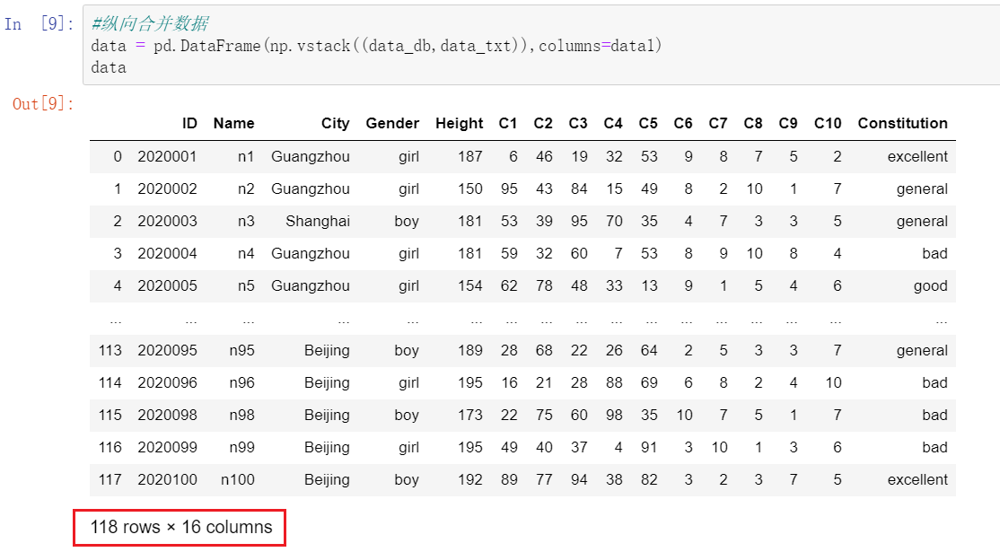 In [9]:
#纵向合并数据
data = pd.DataFrame(np.vstack((data_db,data_txt)),columns=data1)
data
Out[9]:
ID Name City Gender Height C1 C2 C3 C4 C5 C6 C7 C8 C9 C10 Constitution
0 2020001 n1 Guangzhou girl 187 6 46 19 32 53 9 8 7 5 2 excellent
1 2020002 n2 Guangzhou girl 150 95 43 84 15 49 8 2 10 1 7 general
2 2020003 n3 Shanghai boy 181 53 39 95 70 35 4 7 3 3 5 general
3 2020004 n4 Guangzhou girl 181 59 32 60 7 53 8 9 10 8 4 bad
4 2020005 n5 Guangzhou girl 154 62 78 48 33 13 9 1 5 4 6 good
... ... ... ... ... ... ... ... ... ... ... ... ... ... ... ... ...
113 2020095 n95 Beijing boy 189 28 68 22 26 64 2 5 3 3 7 general
114 2020096 n96 Beijing girl 195 16 21 28 88 69 6 8 2 4 10 bad
115 2020098 n98 Beijing boy 173 22 75 60 98 35 10 7 5 1 7 bad
116 2020099 n99 Beijing girl 195 49 40 37 4 91 3 10 1 3 6 bad
117 2020100 n100 Beijing boy 192 89 77 94 38 82 3 2 3 7 5 excellent
118 rows × 16 columns